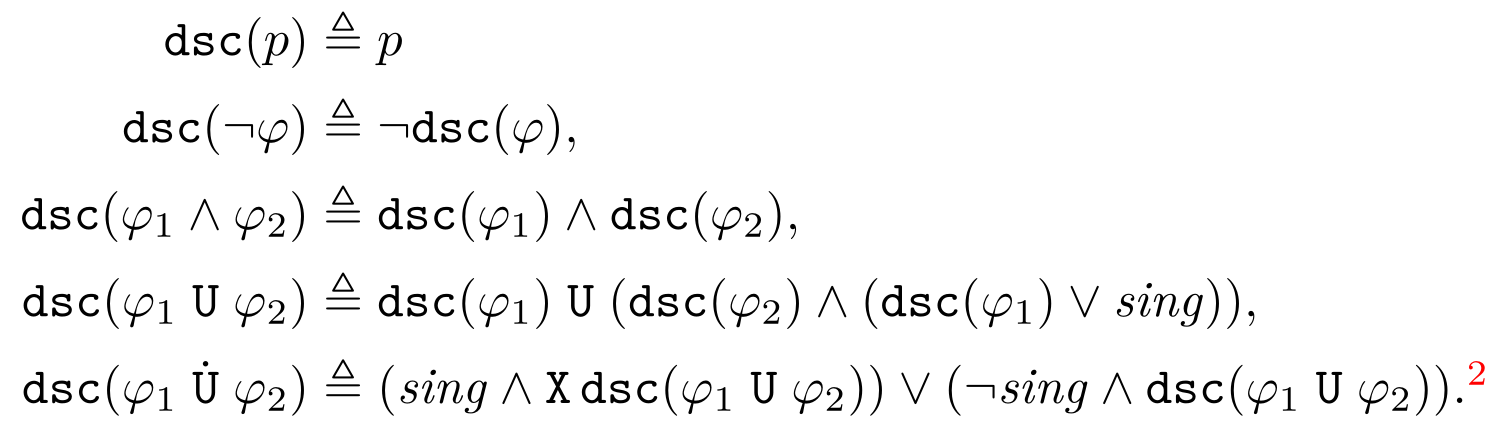 dsc(p) ≜ p
dsc(¬φ) ≜ ¬dsc(φ),
dsc(φ₁ ∧ φ₂) ≜ dsc(φ₁) ∧ dsc(φ₂),
dsc(φ₁ U φ₂) ≜ dsc(φ₁) U (dsc(φ₂) ∧ (dsc(φ₁) ∨ sing)),
dsc(φ₁ U̇ φ₂) ≜ (sing ∧ X dsc(φ₁ U φ₂)) ∨ (¬sing ∧ dsc(φ₁ U φ₂)).²